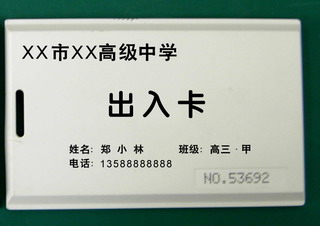 XX市XX高级中学
出入卡
姓名: 郑 小 林 班级: 高三·甲
电话: 13588888888
NO.53692